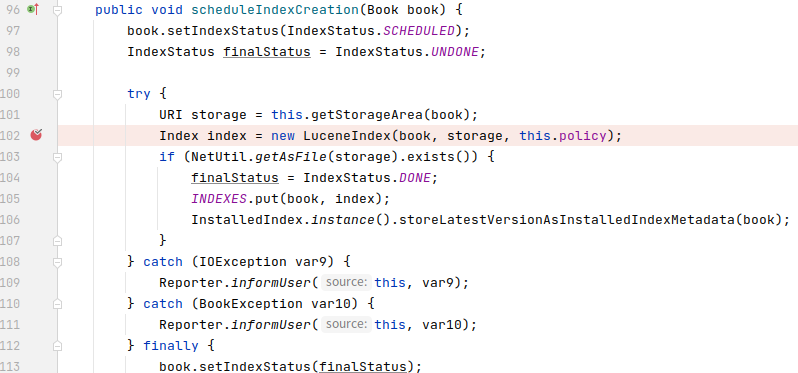 96 public void scheduleIndexCreation(Book book) {
97 book.setIndexStatus(IndexStatus.SCHEDULED);
98 IndexStatus finalStatus = IndexStatus.UNDONE;
99
100 try {
101 URI storage = this.getStorageArea(book);
102 Index index = new LuceneIndex(book, storage, this.policy);
103 if (NetUtil.getAsFile(storage).exists()) {
104 finalStatus = IndexStatus.DONE;
105 INDEXES.put(book, index);
106 InstalledIndex.instance().storeLatestVersionAsInstalledIndexMetadata(book);
107 }
108 } catch (IOException var9) {
109 Reporter.informUser( source: this, var9);
110 } catch (BookException var10) {
111 Reporter.informUser( source: this, var10);
112 } finally {
113 book.setIndexStatus(finalStatus);